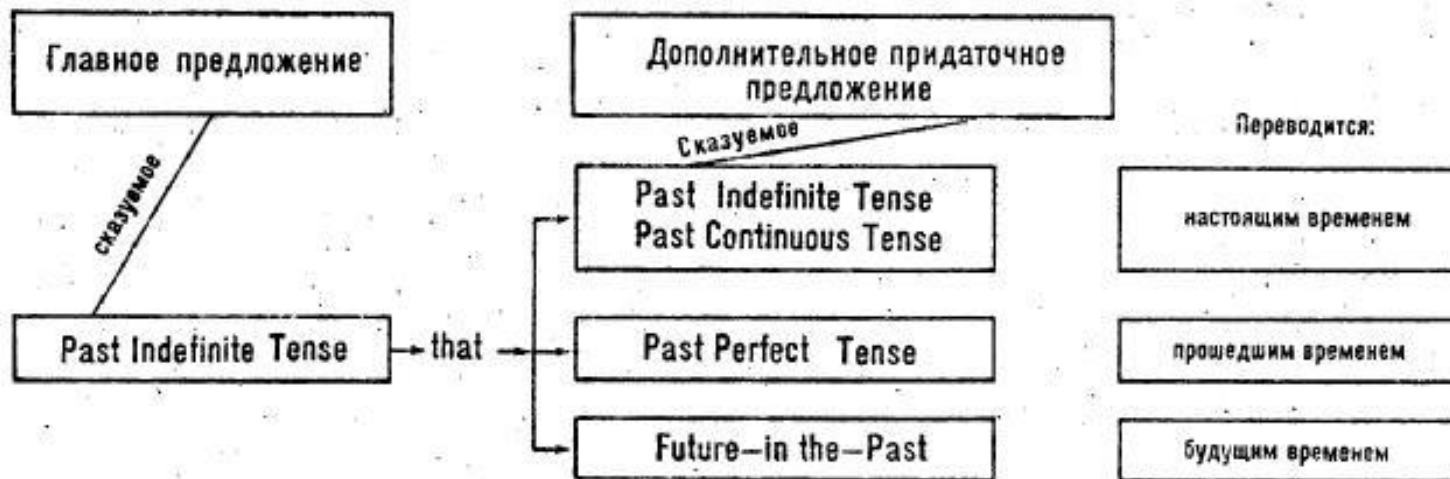 Главное предложение
Дополнительное придаточное
предложение
Переводится:
сказуемое
Сказуемое
Past Indefinite Tense
Past Continuous Tense
настоящим временем
Past Indefinite Tense
that
Past Perfect Tense
прошедшим временем
Future–in the–Past
будущим временем